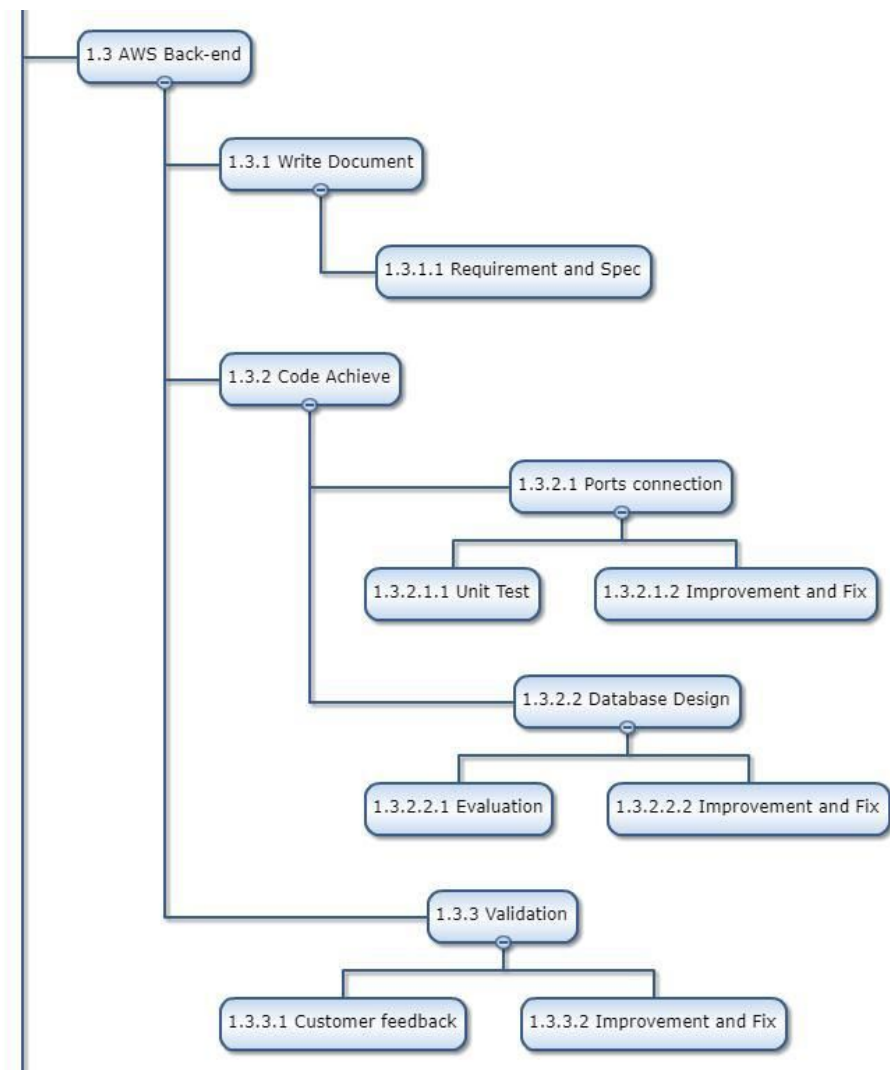 1.3 AWS Back-end
1.3.1 Write Document
1.3.1.1 Requirement and Spec
1.3.2 Code Achieve
1.3.2.1 Ports connection
1.3.2.1.1 Unit Test
1.3.2.1.2 Improvement and Fix
1.3.2.2 Database Design
1.3.2.2.1 Evaluation
1.3.2.2.2 Improvement and Fix
1.3.3 Validation
1.3.3.1 Customer feedback
1.3.3.2 Improvement and Fix